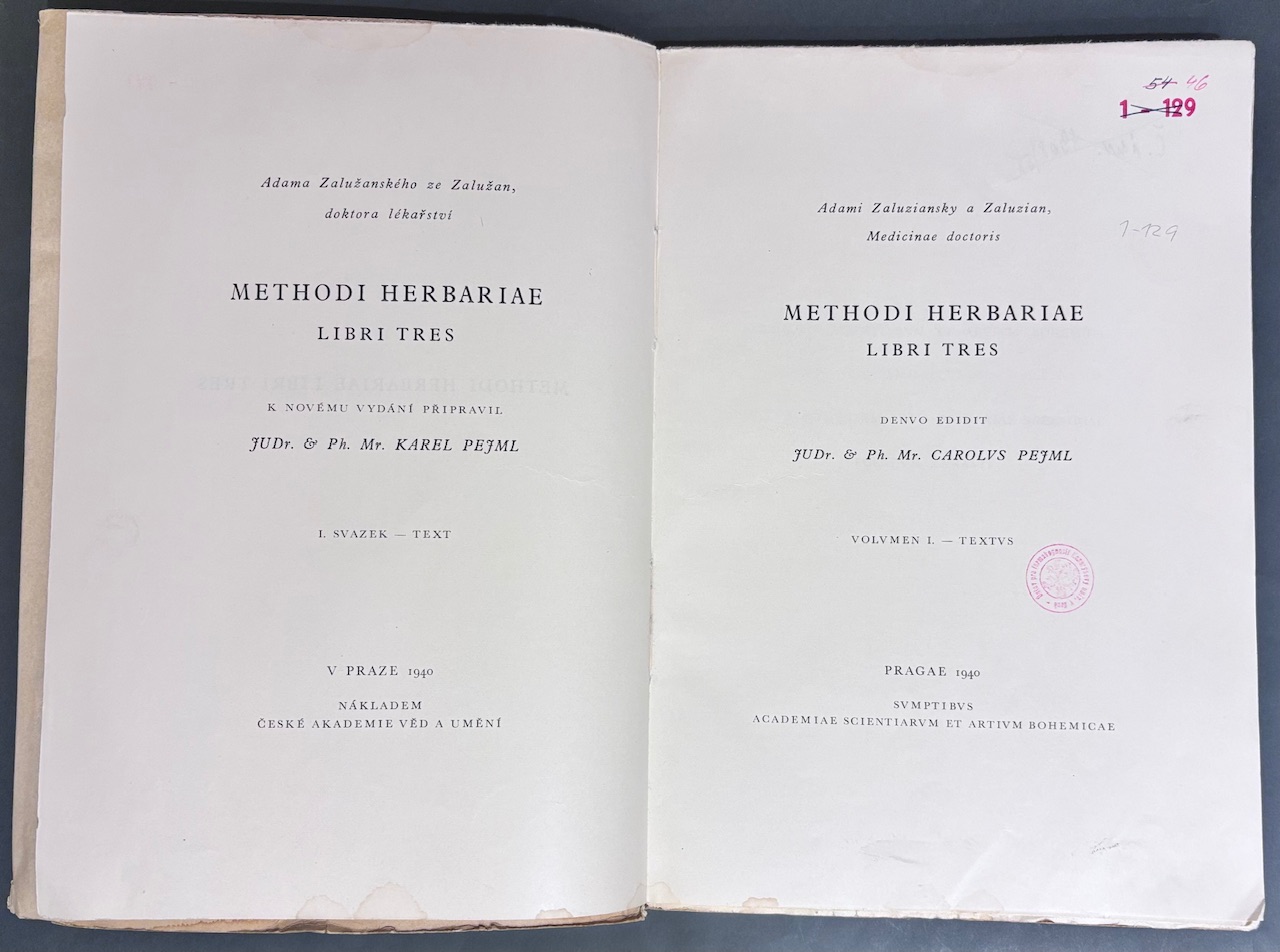 Adama Zalužanského ze Zalužan,
doktora lékařství
METHODI HERBARIAE
LIBRI TRES
K NOVÉMU VYDÁNÍ PŘIPRAVIL
JUDr. & Ph. Mr. KAREL PEJML
I. SVAZEK — TEXT
V PRAZE 1940
NÁKLADEM
ČESKÉ AKADEMIE VĚD A UMĚNÍ
54 46
1 - 129
Adami Zaluziansky a Zaluzian,
Medicinae doctoris
1-129
METHODI HERBARIAE
LIBRI TRES
DENVO EDIDIT
JUDr. & Ph. Mr. CAROLVS PEJML
VOLVMEN I. — TEXTVS
PRAGAE 1940
SVMPTIBVS
ACADEMIAE SCIENTIARVM ET ARTIVM BOHEMICAE